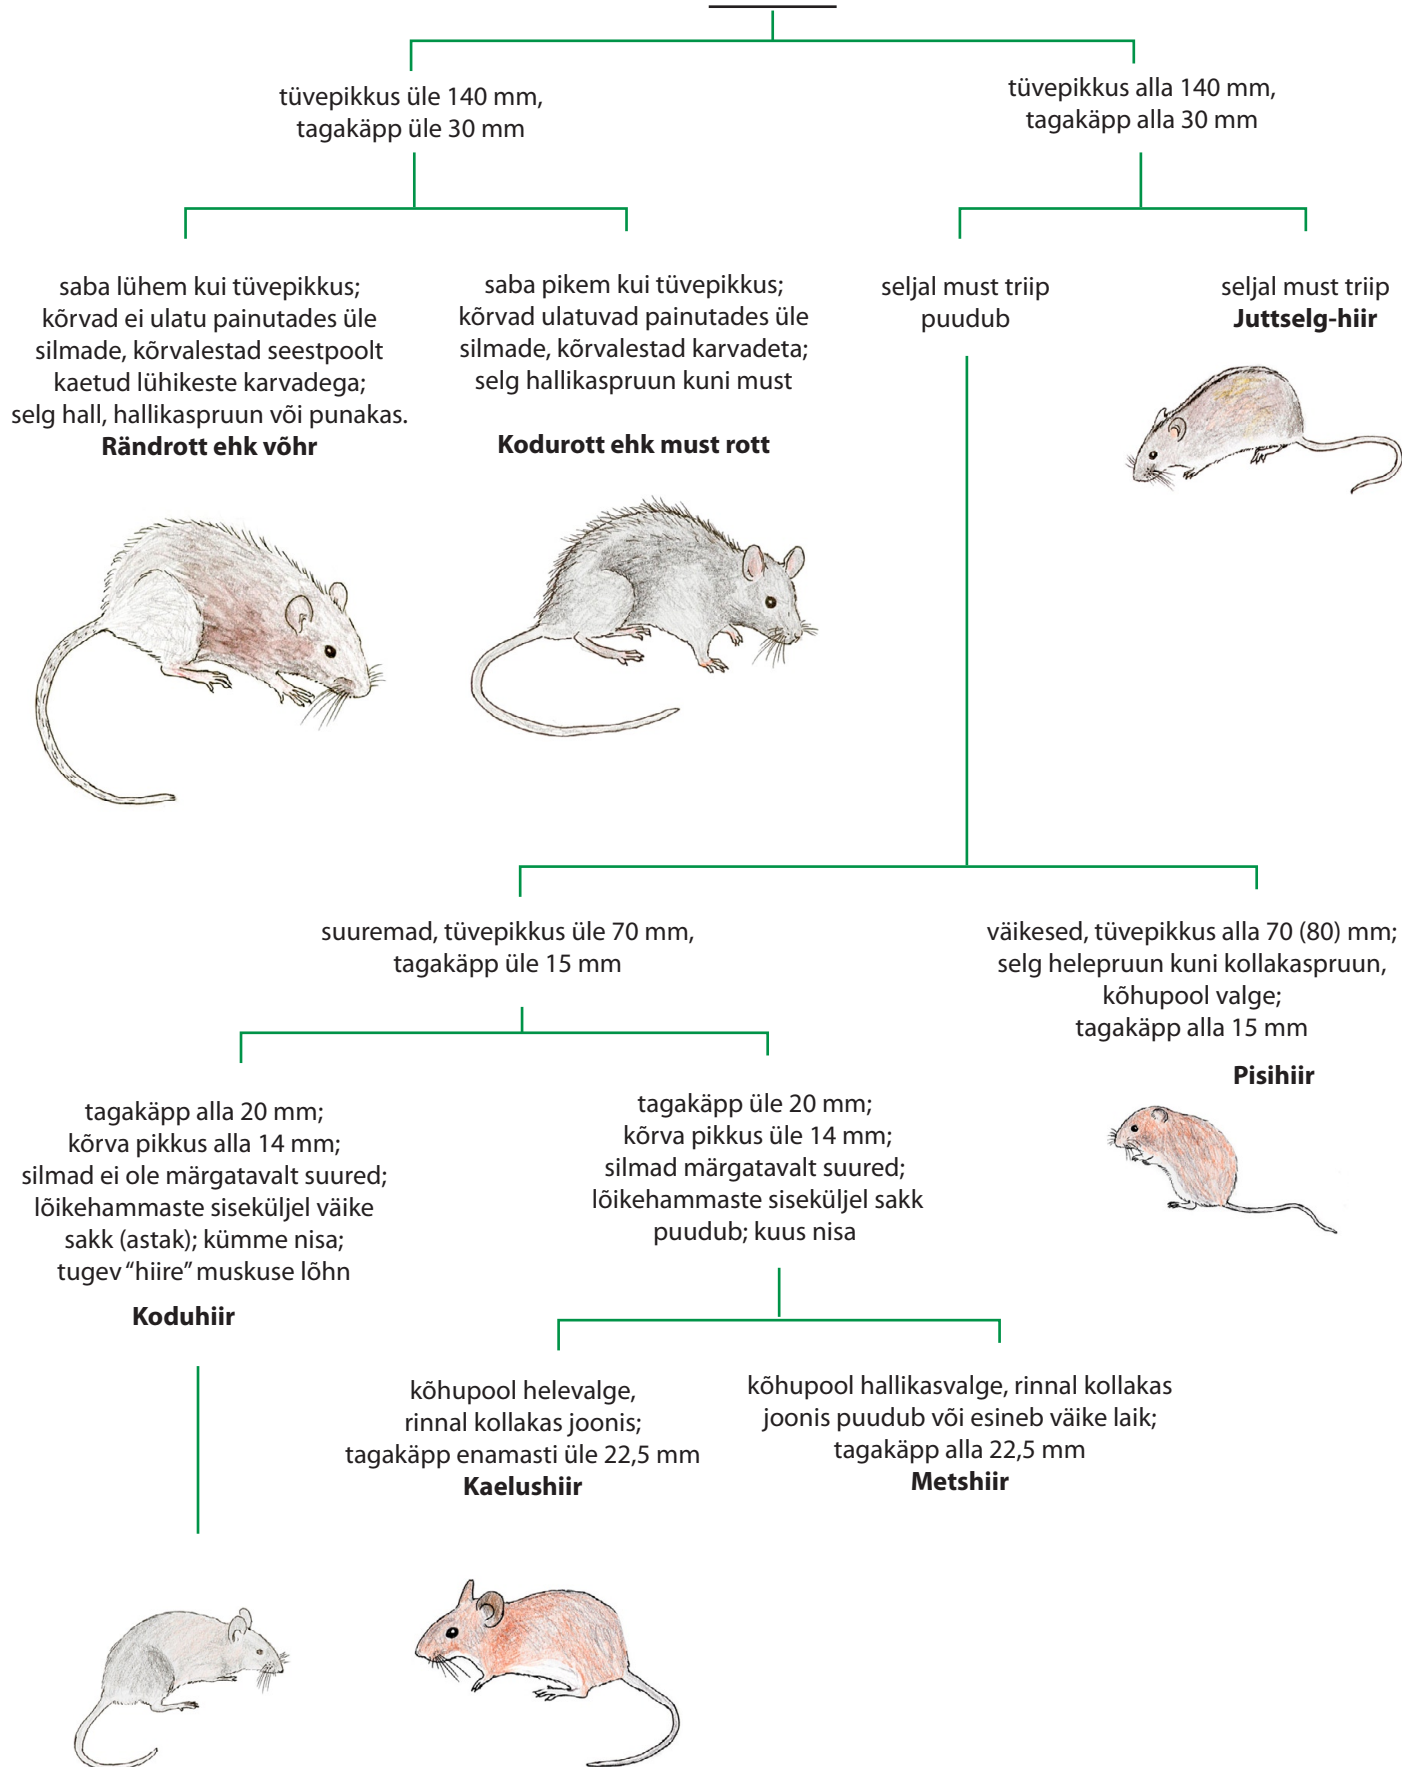 tüvepikkus üle 140 mm,
tagakäpp üle 30 mm
tüvepikkus alla 140 mm,
tagakäpp alla 30 mm
saba lühem kui tüvepikkus;
kõrvad ei ulatu painutades üle
silmade, kõrvalestad seestpoolt
kaetud lühikeste karvadega;
selg hall, hallikaspruun või punakas.
Rändrott ehk võhr
saba pikem kui tüvepikkus;
kõrvad ulatuvad painutades üle
silmade, kõrvalestad karvadeta;
selg hallikaspruun kuni must
Kodurott ehk must rott
seljal must triip
puudub
seljal must triip
Juttselg-hiir
suuremad, tüvepikkus üle 70 mm,
tagakäpp üle 15 mm
väikesed, tüvepikkus alla 70 (80) mm;
selg helepruun kuni kollakaspruun,
kõhupool valge;
tagakäpp alla 15 mm
Pisihiir
tagakäpp alla 20 mm;
kõrva pikkus alla 14 mm;
silmad ei ole märgatavalt suured;
lõikehammaste siseküljel väike
sakk (astak); kümme nisa;
tugev “hiire” muskuse lõhn
Koduhiir
tagakäpp üle 20 mm;
kõrva pikkus üle 14 mm;
silmad märgatavalt suured;
lõikehammaste siseküljel sakk
puudub; kuus nisa
kõhupool helevalge,
rinnal kollakas joonis;
tagakäpp enamasti üle 22,5 mm
Kaelushiir
kõhupool hallikasvalge, rinnal kollakas
joonis puudub või esineb väike laik;
tagakäpp alla 22,5 mm
Metshiir